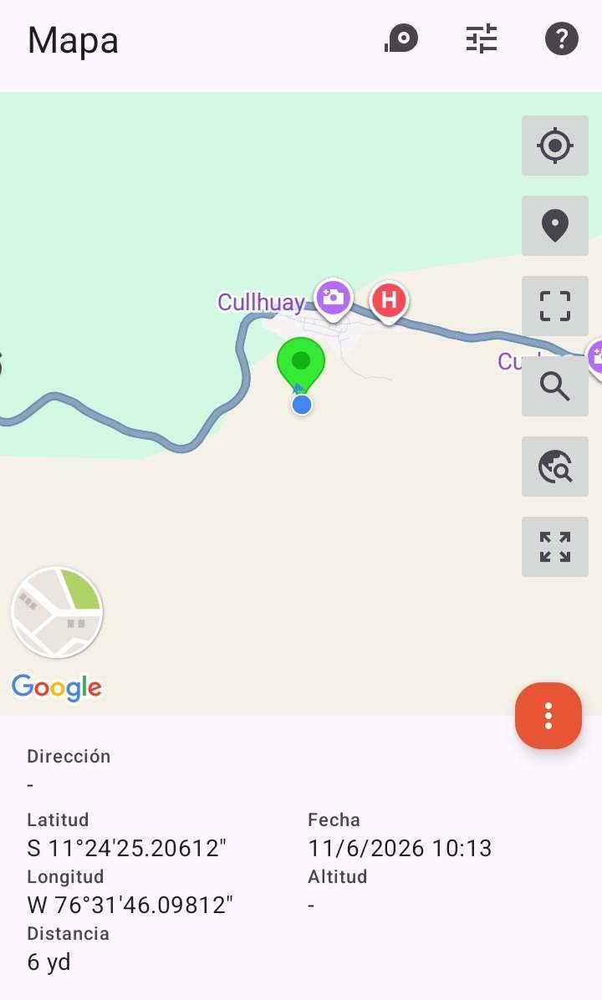 Mapa
?
Cullhuay
H
Cu
Google
Dirección
-
Latitud
S 11°24'25.20612"
Fecha
11/6/2026 10:13
Longitud
W 76°31'46.09812"
Altitud
-
Distancia
6 yd